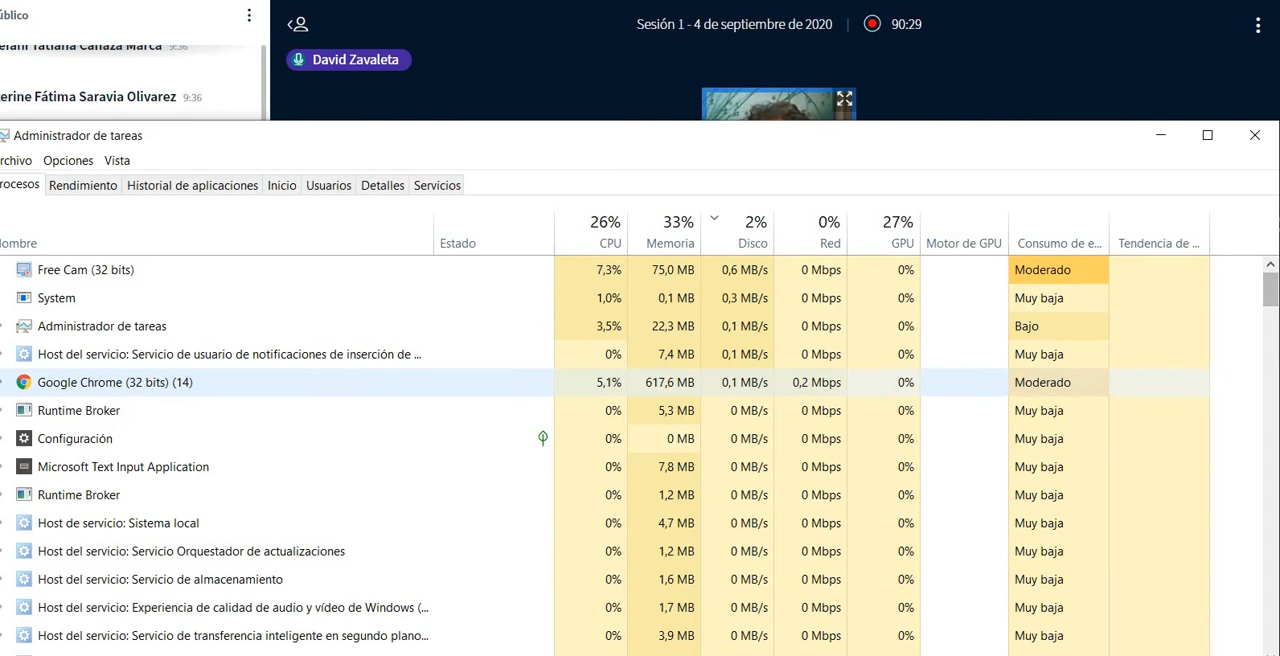 úblico
Sesión 1 - 4 de septiembre de 2020 | 90:29
David Zavaleta
efani Tatiana Canaza Marca 9:36
erine Fátima Saravia Olivarez 9:36
Administrador de tareas
rchivo Opciones Vista
rocesos Rendimiento Historial de aplicaciones Inicio Usuarios Detalles Servicios
26% 33% 2% 0% 27%
ombre Estado CPU Memoria Disco Red GPU Motor de GPU Consumo de e... Tendencia de ...
Free Cam (32 bits) 7,3% 75,0 MB 0,6 MB/s 0 Mbps 0% Moderado
System 1,0% 0,1 MB 0,3 MB/s 0 Mbps 0% Muy baja
Administrador de tareas 3,5% 22,3 MB 0,1 MB/s 0 Mbps 0% Bajo
Host del servicio: Servicio de usuario de notificaciones de inserción de ... 0% 7,4 MB 0,1 MB/s 0 Mbps 0% Muy baja
Google Chrome (32 bits) (14) 5,1% 617,6 MB 0,1 MB/s 0,2 Mbps 0% Moderado
Runtime Broker 0% 5,3 MB 0 MB/s 0 Mbps 0% Muy baja
Configuración 0% 0 MB 0 MB/s 0 Mbps 0% Muy baja
Microsoft Text Input Application 0% 7,8 MB 0 MB/s 0 Mbps 0% Muy baja
Runtime Broker 0% 1,2 MB 0 MB/s 0 Mbps 0% Muy baja
Host de servicio: Sistema local 0% 4,7 MB 0 MB/s 0 Mbps 0% Muy baja
Host del servicio: Servicio Orquestador de actualizaciones 0% 1,2 MB 0 MB/s 0 Mbps 0% Muy baja
Host del servicio: Servicio de almacenamiento 0% 1,6 MB 0 MB/s 0 Mbps 0% Muy baja
Host del servicio: Experiencia de calidad de audio y vídeo de Windows (... 0% 1,7 MB 0 MB/s 0 Mbps 0% Muy baja
Host del servicio: Servicio de transferencia inteligente en segundo plano... 0% 3,9 MB 0 MB/s 0 Mbps 0% Muy baja